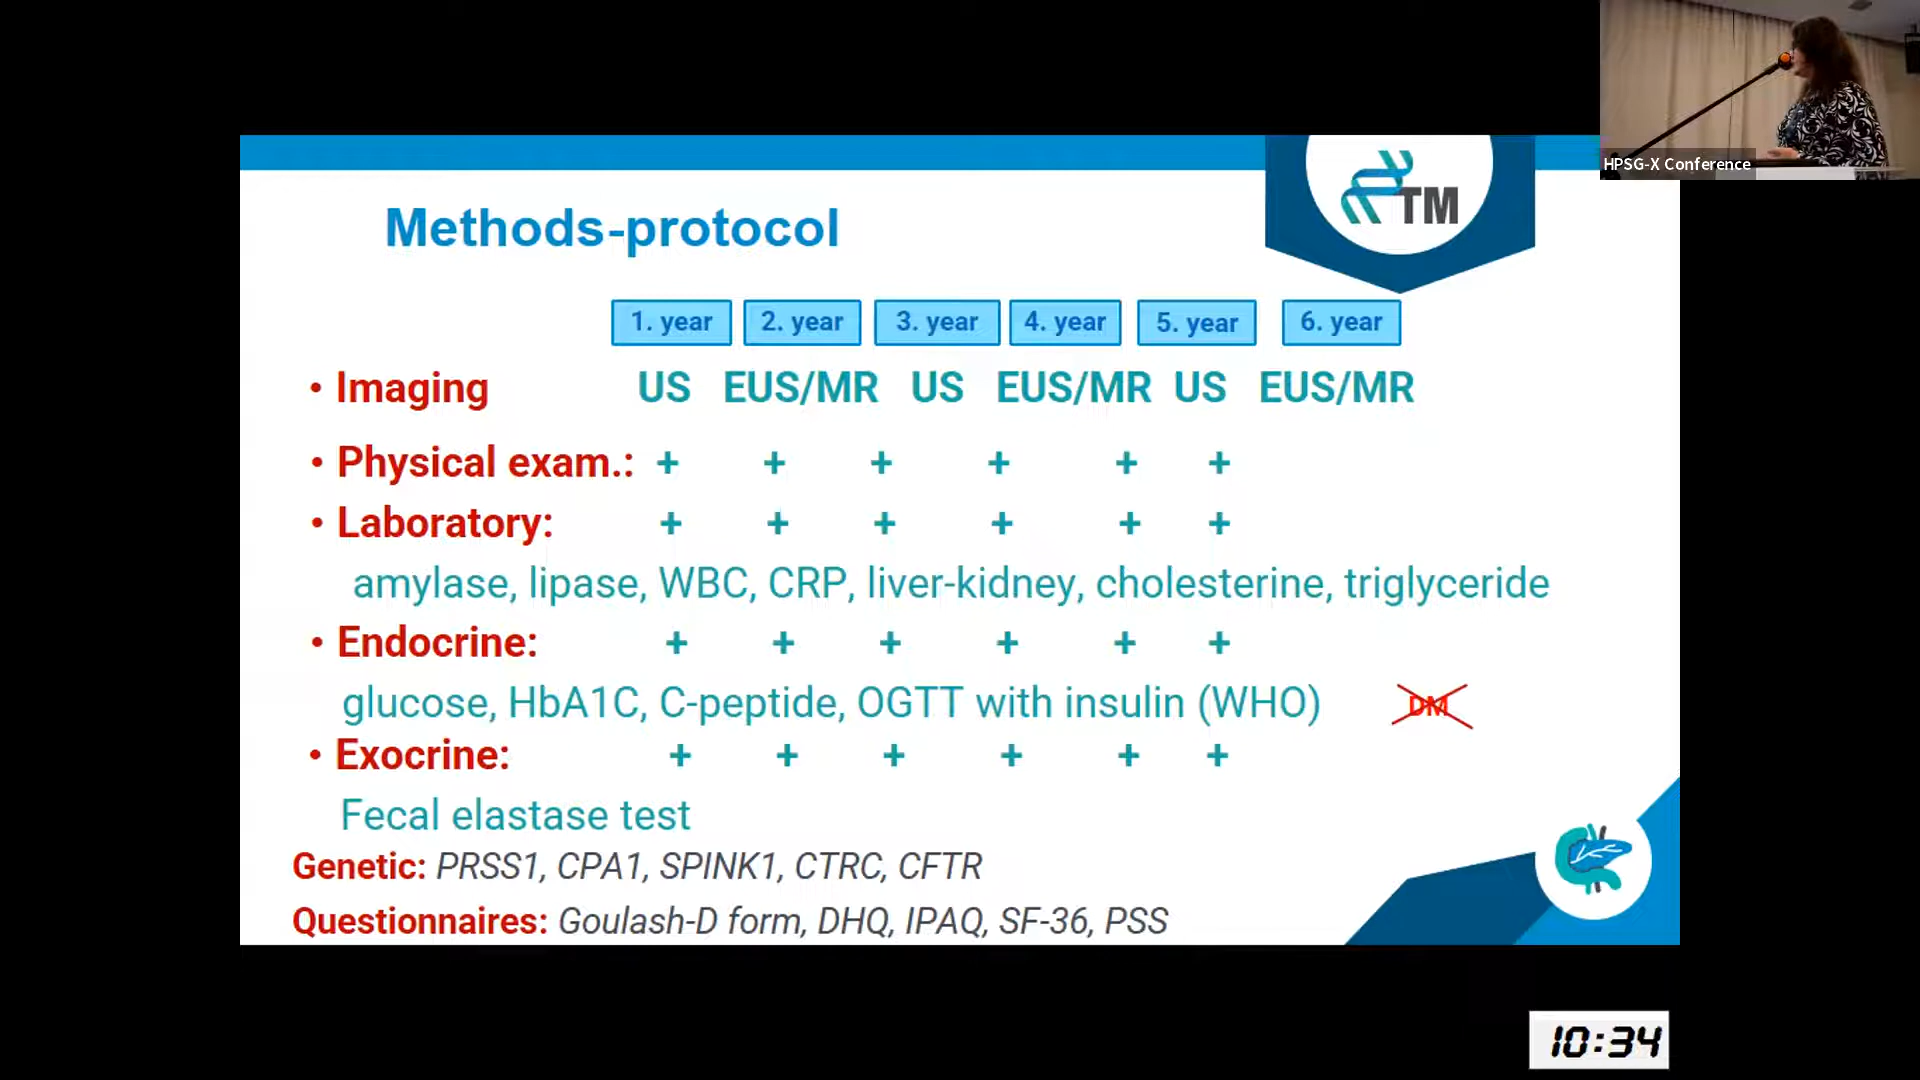 HPSG-X Conference
TM
Methods-protocol
1. year 2. year 3. year 4. year 5. year 6. year
• Imaging US EUS/MR US EUS/MR US EUS/MR
• Physical exam.: + + + + + +
• Laboratory: + + + + + +
amylase, lipase, WBC, CRP, liver-kidney, cholesterine, triglyceride
• Endocrine: + + + + + +
glucose, HbA1C, C-peptide, OGTT with insulin (WHO) DM
• Exocrine: + + + + + +
Fecal elastase test
Genetic: PRSS1, CPA1, SPINK1, CTRC, CFTR
Questionnaires: Goulash-D form, DHQ, IPAQ, SF-36, PSS
10:34